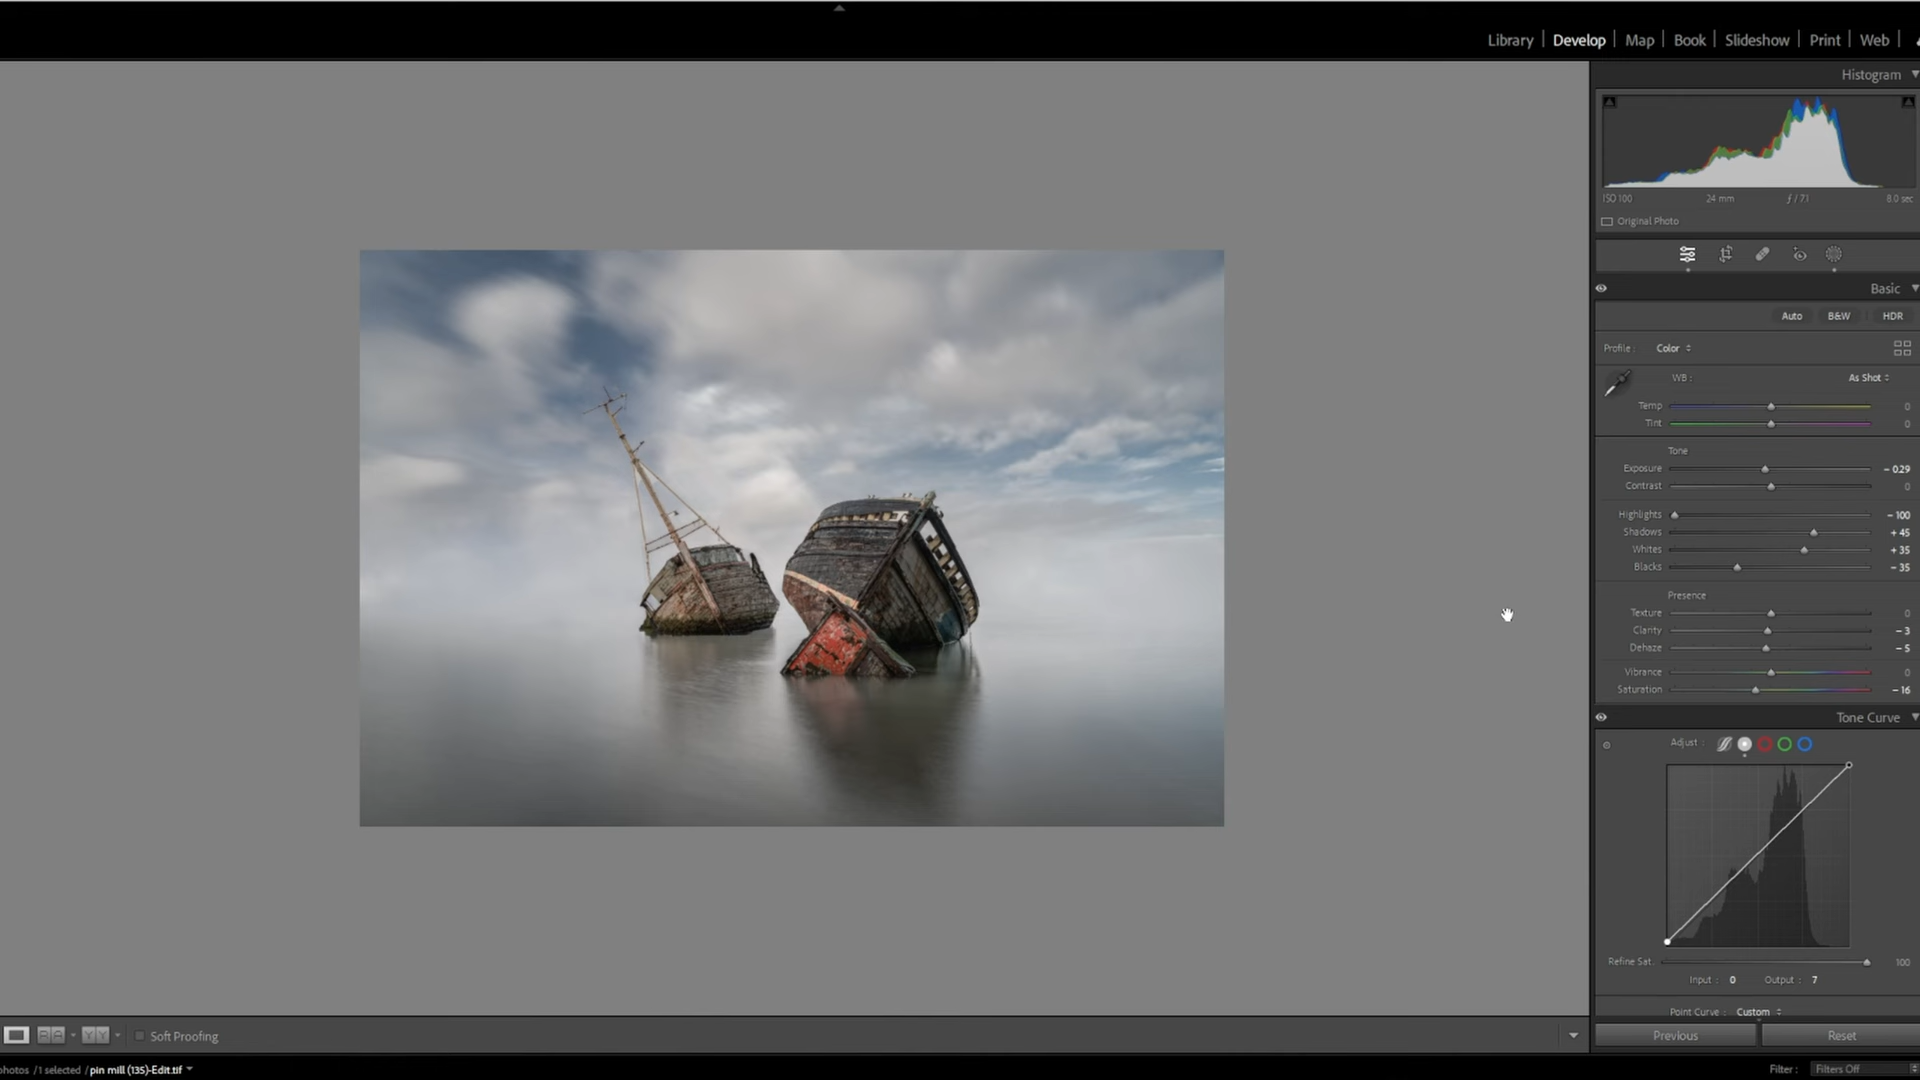 Library | Develop | Map | Book | Slideshow | Print | Web |
Histogram
ISO 100 24 mm ƒ / 7.1 8.0 sec
Original Photo
Basic
Auto B&W HDR
Profile : Color
WB : As Shot
Temp 0
Tint 0
Tone
Exposure - 0.29
Contrast 0
Highlights - 100
Shadows + 45
Whites + 35
Blacks - 35
Presence
Texture 0
Clarity - 3
Dehaze - 5
Vibrance 0
Saturation - 16
Tone Curve
Adjust :
Refine Sat. 100
Input : 0 Output : 7
Point Curve : Custom
Soft Proofing
Previous Reset
photos / 1 selected / pin mill (135)-Edit.tif
Filter : Filters Off